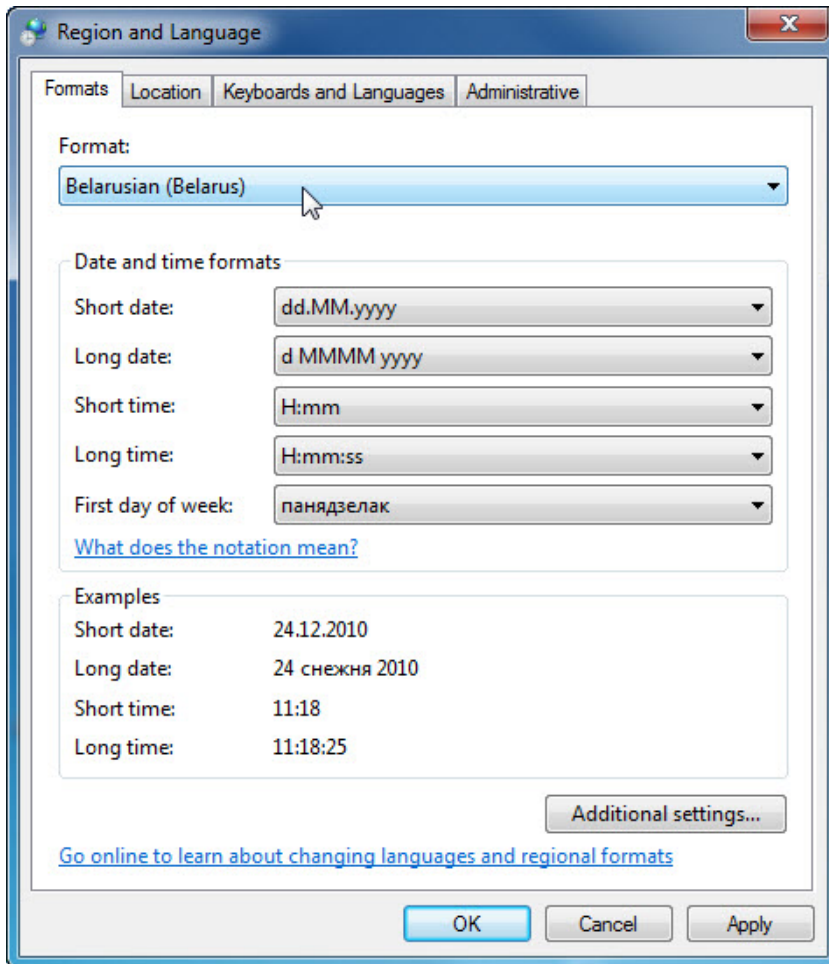 Region and Language
Formats Location Keyboards and Languages Administrative
Format:
Belarusian (Belarus)
Date and time formats
Short date: dd.MM.yyyy
Long date: d MMMM yyyy
Short time: H:mm
Long time: H:mm:ss
First day of week: панядзелак
What does the notation mean?
Examples
Short date: 24.12.2010
Long date: 24 снежня 2010
Short time: 11:18
Long time: 11:18:25
Additional settings...
Go online to learn about changing languages and regional formats
OK Cancel Apply